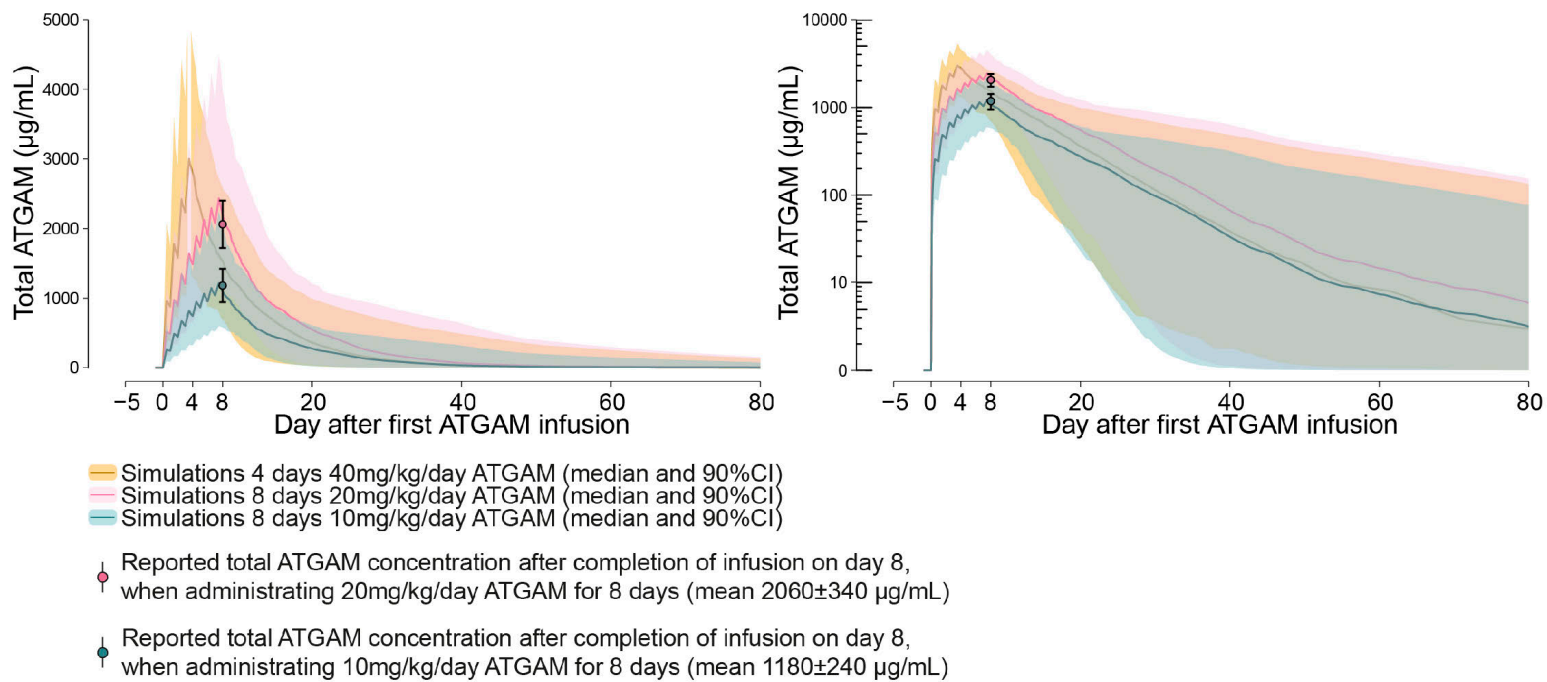 5000
4000
3000
2000
1000
0
Total ATGAM (µg/mL)
−5 0 4 8 20 40 60 80
Day after first ATGAM infusion
10000
1000
100
10
0
Total ATGAM (µg/mL)
−5 0 4 8 20 40 60 80
Day after first ATGAM infusion
Simulations 4 days 40mg/kg/day ATGAM (median and 90%CI)
Simulations 8 days 20mg/kg/day ATGAM (median and 90%CI)
Simulations 8 days 10mg/kg/day ATGAM (median and 90%CI)
Reported total ATGAM concentration after completion of infusion on day 8,
when administrating 20mg/kg/day ATGAM for 8 days (mean 2060±340 µg/mL)
Reported total ATGAM concentration after completion of infusion on day 8,
when administrating 10mg/kg/day ATGAM for 8 days (mean 1180±240 µg/mL)